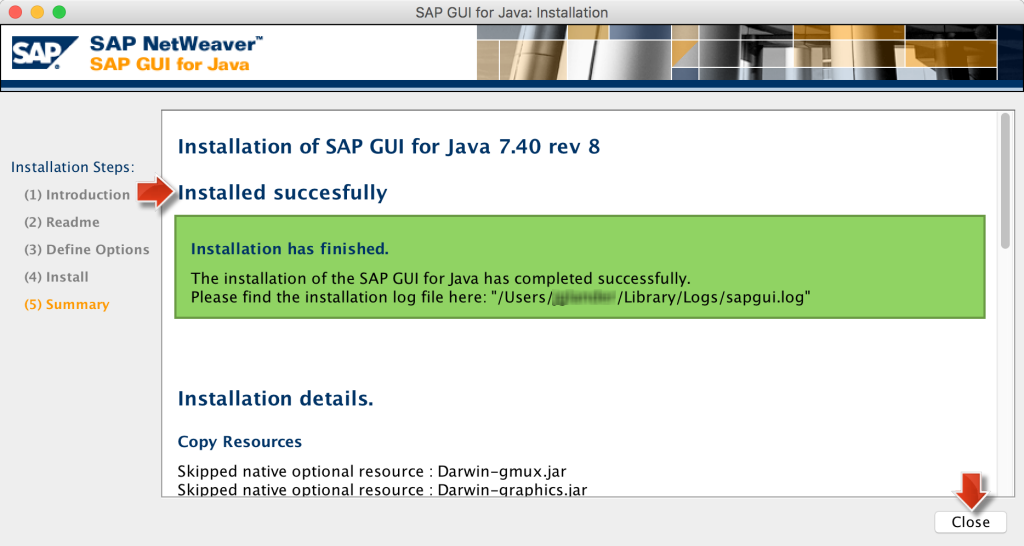 SAP GUI for Java: Installation
SAP
SAP NetWeaver™
SAP GUI for Java
Installation Steps:
(1) Introduction
(2) Readme
(3) Define Options
(4) Install
(5) Summary
Installation of SAP GUI for Java 7.40 rev 8
Installed succesfully
Installation has finished.
The installation of the SAP GUI for Java has completed successfully.
Please find the installation log file here: "/Users/ /Library/Logs/sapgui.log"
Installation details.
Copy Resources
Skipped native optional resource : Darwin-gmux.jar
Skipped native optional resource : Darwin-graphics.jar
Close